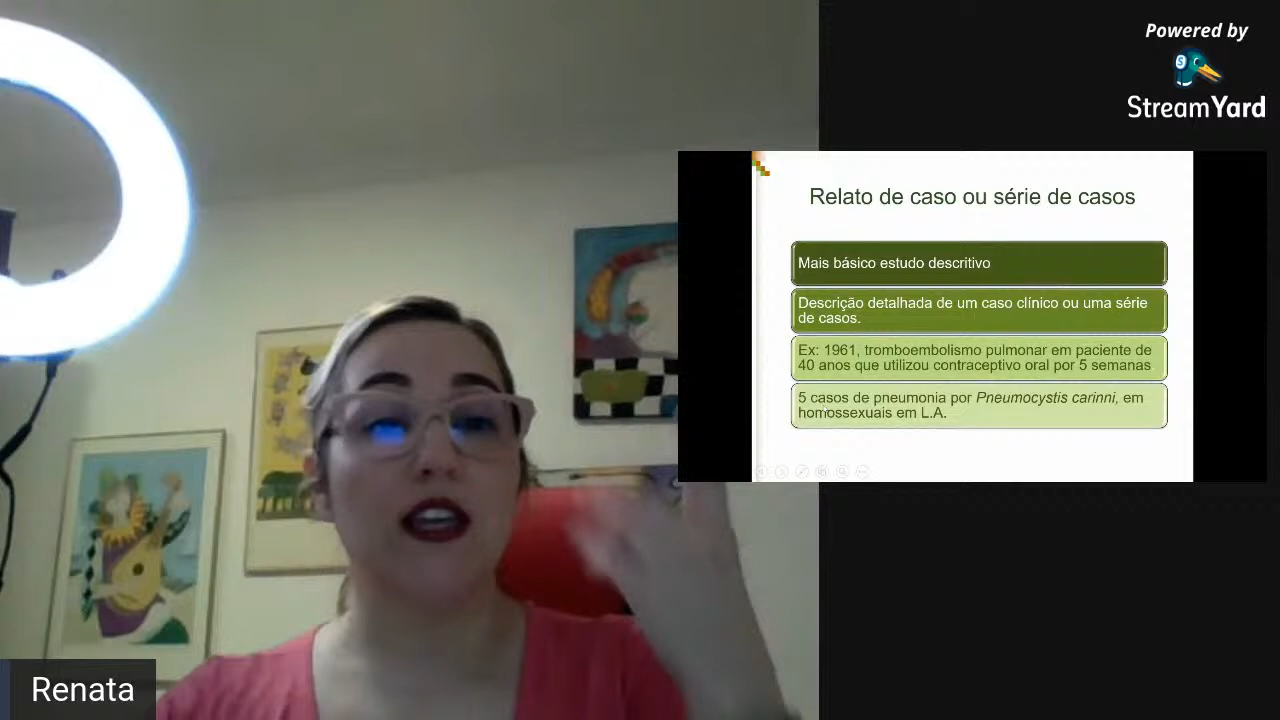 Powered by
StreamYard
Relato de caso ou série de casos
Mais básico estudo descritivo
Descrição detalhada de um caso clínico ou uma série
de casos.
Ex: 1961, tromboembolismo pulmonar em paciente de
40 anos que utilizou contraceptivo oral por 5 semanas
5 casos de pneumonia por Pneumocystis carinni, em
homossexuais em L.A.
Renata